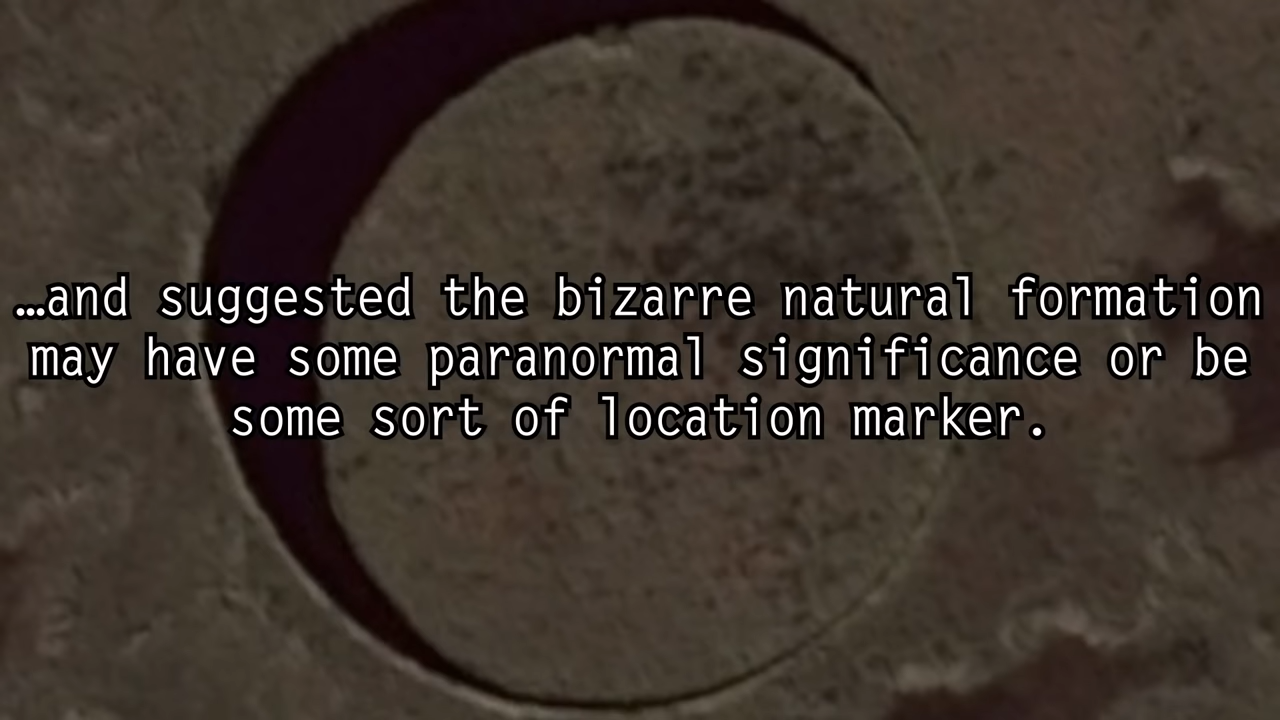 …and suggested the bizarre natural formation
may have some paranormal significance or be
some sort of location marker.